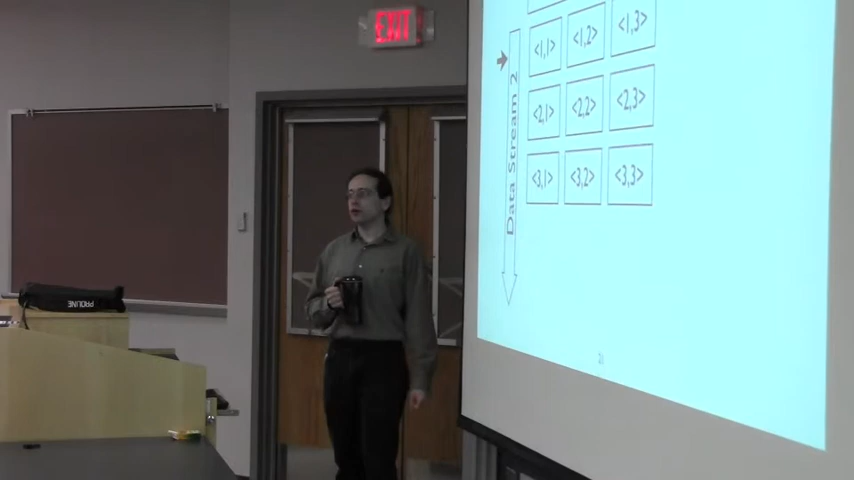 EXIT
<1,1> <1,2> <1,3>
<2,1> <2,2> <2,3>
<3,1> <3,2> <3,3>
Data Stream 2
PROLINE